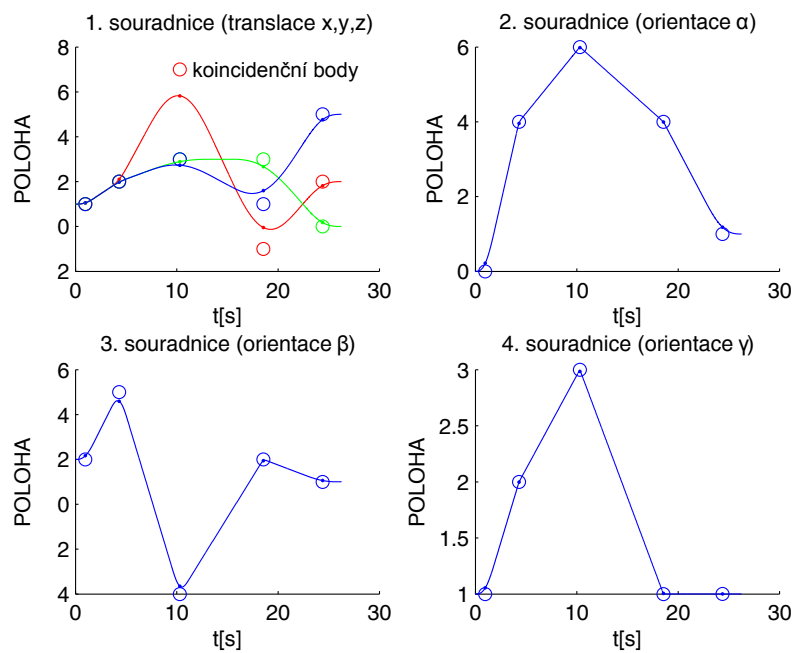 1. souradnice (translace x,y,z)
8
6
4
2
0
2
POLOHA
koincidenční body
0
10
20
30
t[s]
2. souradnice (orientace α)
6
4
2
0
POLOHA
0
10
20
30
t[s]
3. souradnice (orientace β)
6
4
2
0
2
4
POLOHA
0
10
20
30
t[s]
4. souradnice (orientace γ)
3
2.5
2
1.5
1
POLOHA
0
10
20
30
t[s]